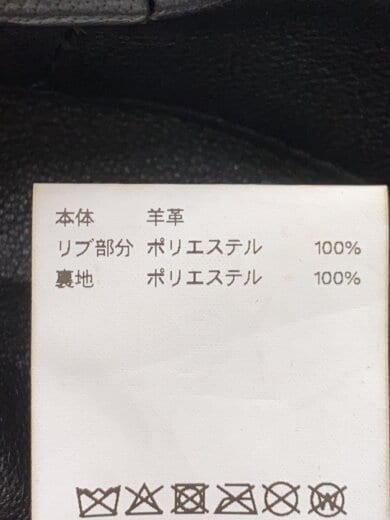 本体 羊革
リブ部分 ポリエステル 100%
裏地 ポリエステル 100%